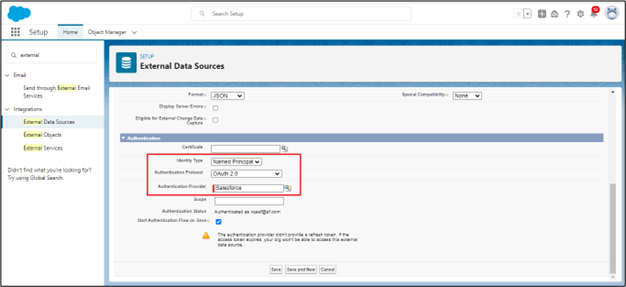 salesforce
Search Setup
Setup
Home
Object Manager
external
Email
Send through External Email
Services
Integrations
External Data Sources
External Objects
External Services
Didn't find what you're looking for?
Try using Global Search.
SETUP
External Data Sources
Format
JSON
Special Compatibility
None
Display Server Errors
Eligible for External Change Data
Capture
Authentication
Certificate
Identity Type
Named Principal
Authentication Protocol
OAuth 2.0
Authentication Provider
Salesforce
Scope
Authentication Status
Authenticated as
Start Authentication Flow on Save
The authentication provider didn't provide a refresh token. If the
access token expires, your org won't be able to access this external
data source.
Save
Save and New
Cancel